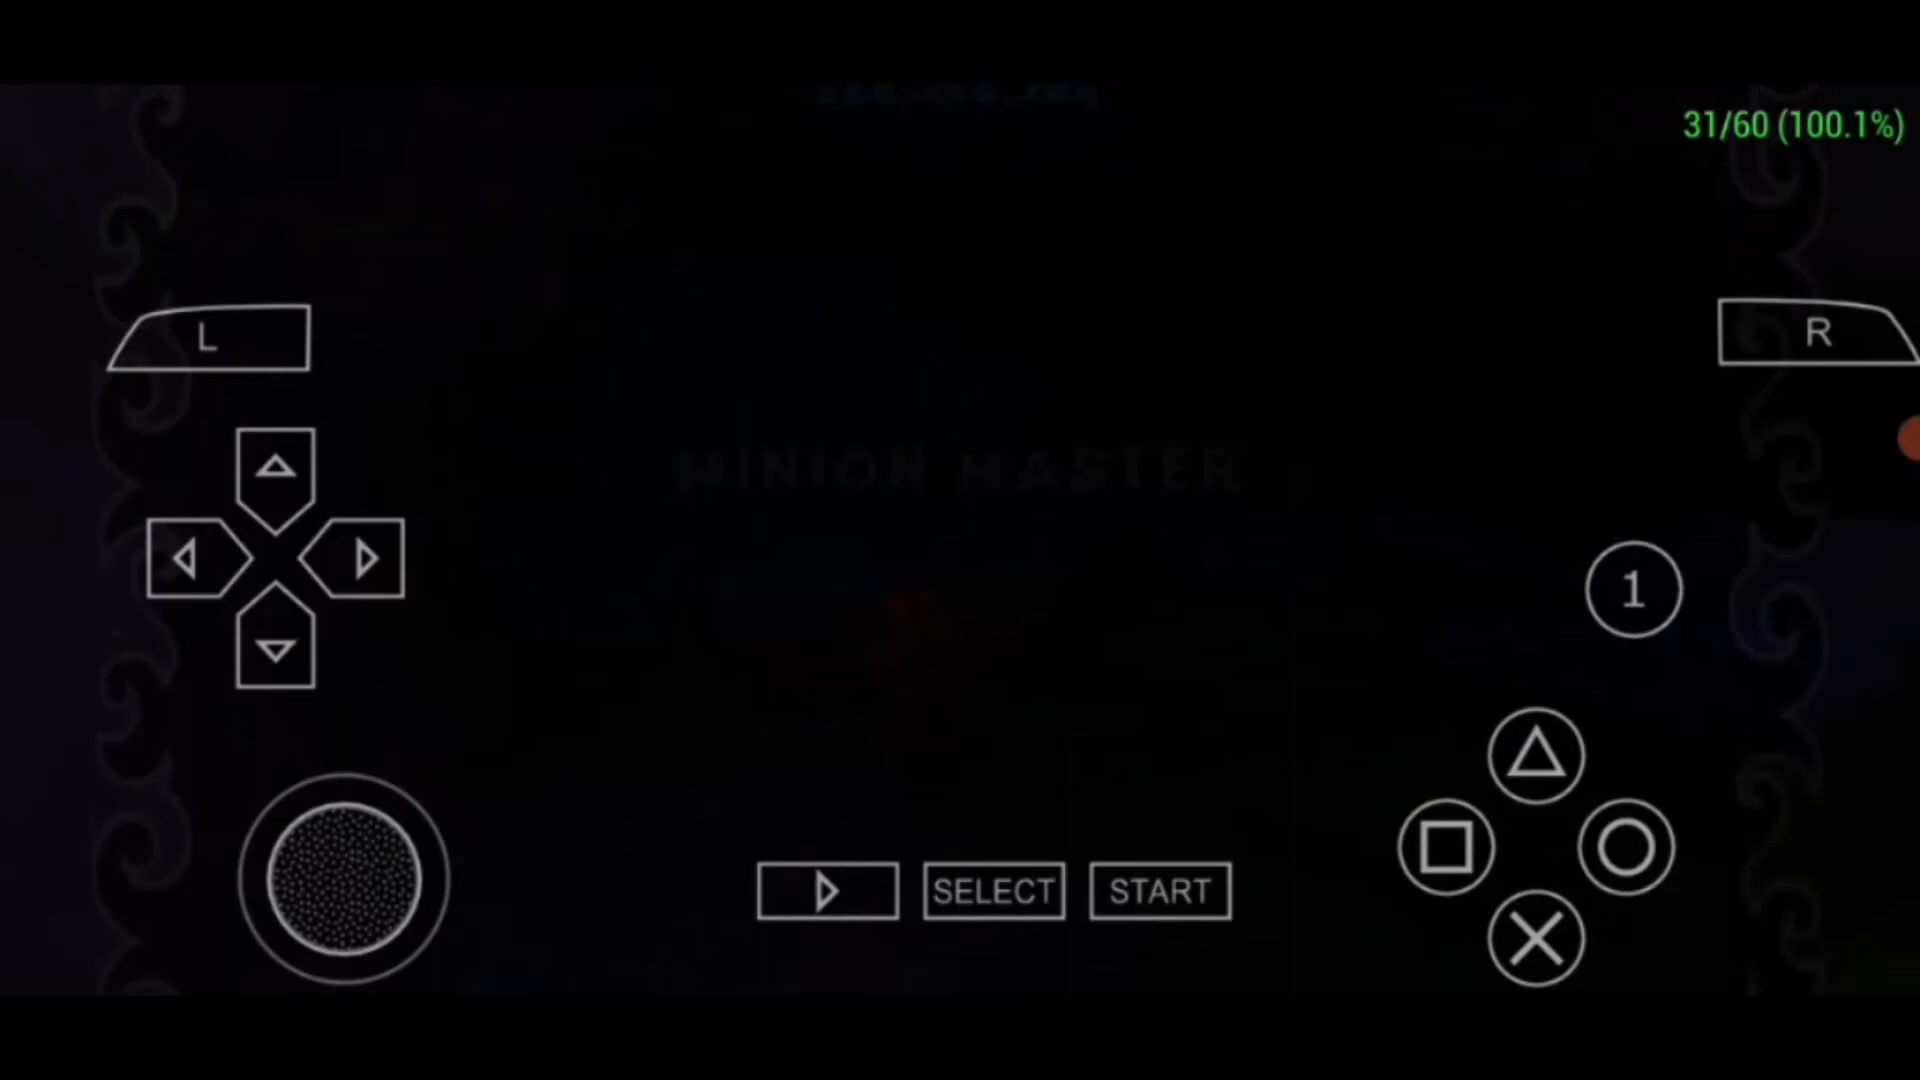 31/60 (100.1%)
L
R
MINION MASTER
1
SELECT
START